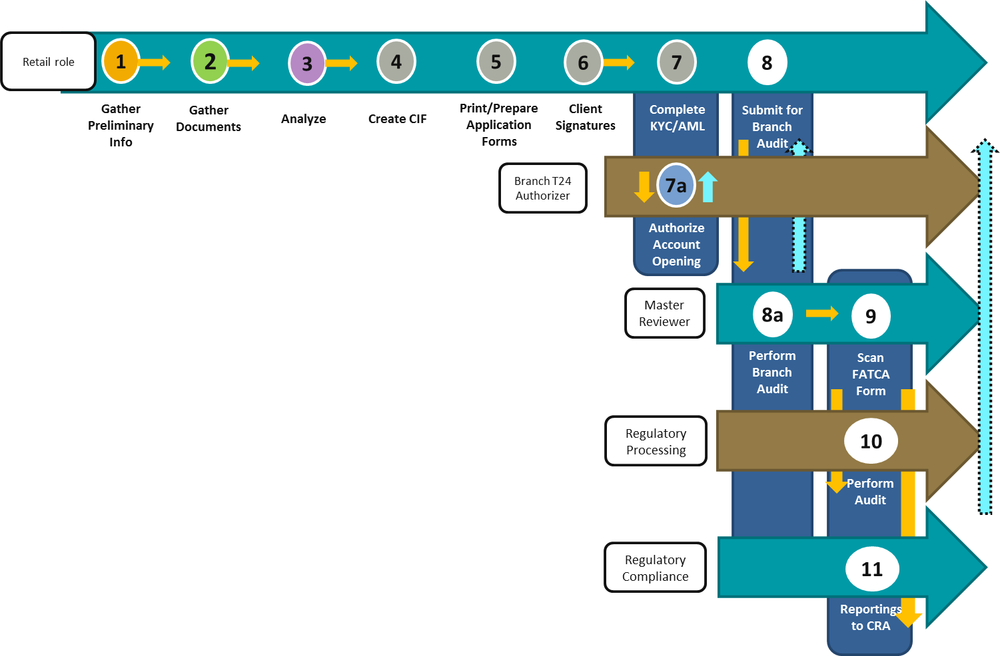 Retail role
1
2
3
4
5
6
7
8
Gather
Preliminary
Info
Gather
Documents
Analyze
Create CIF
Print/Prepare
Application
Forms
Client
Signatures
Complete
KYC/AML
Submit for
Branch
Audit
Branch T24
Authorizer
7a
Authorize
Account
Opening
Master
Reviewer
8a
9
Perform
Branch
Audit
Scan
FATCA
Form
Regulatory
Processing
10
Perform
Audit
Regulatory
Compliance
11
Reportings
to CRA